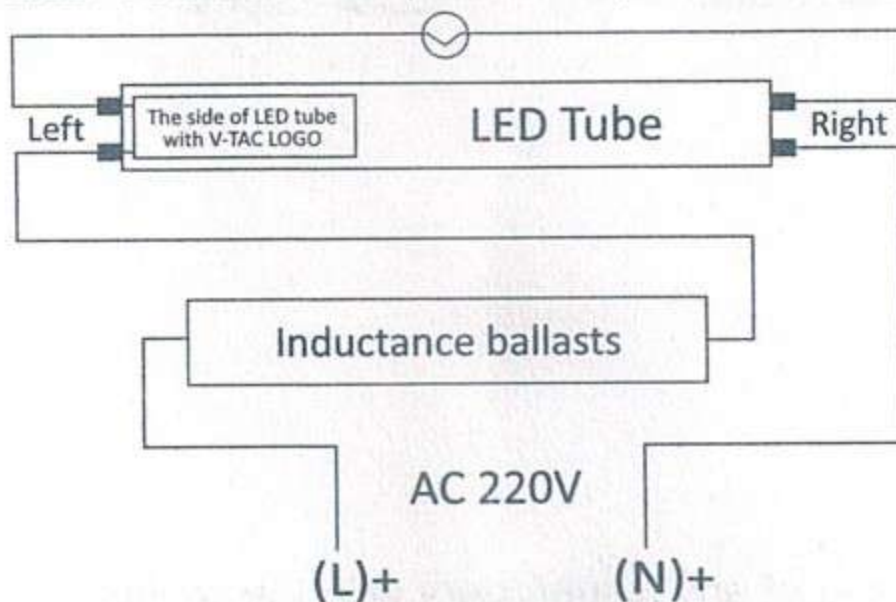 Left
The side of LED tube
with V-TAC LOGO
LED Tube
Right
Inductance ballasts
AC 220V
(L)+
(N)+